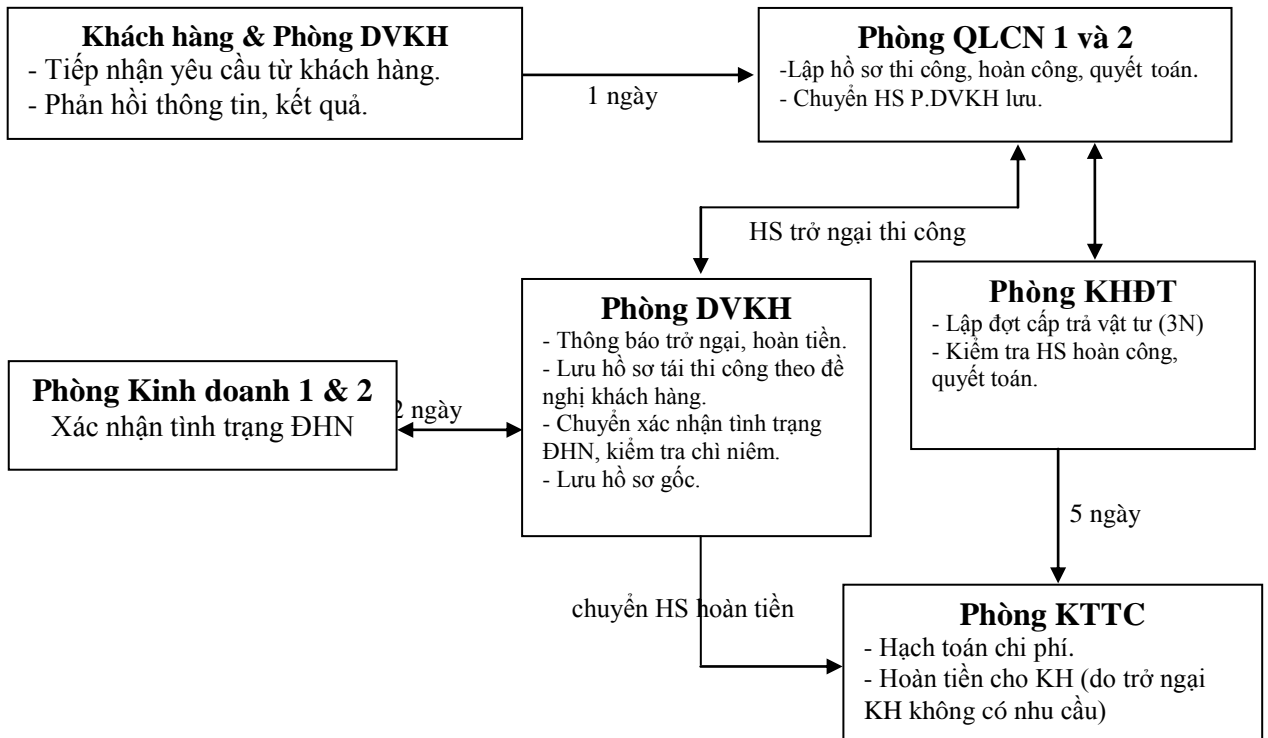 Khách hàng & Phòng DVKH
- Tiếp nhận yêu cầu từ khách hàng.
- Phản hồi thông tin, kết quả.
1 ngày
Phòng QLCN 1 và 2
-Lập hồ sơ thi công, hoàn công, quyết toán.
- Chuyển HS P.DVKH lưu.
HS trở ngại thi công
Phòng DVKH
- Thông báo trở ngại, hoàn tiền.
- Lưu hồ sơ tái thi công theo đề
nghị khách hàng.
- Chuyển xác nhận tình trạng
ĐHN, kiểm tra chì niêm.
- Lưu hồ sơ gốc.
Phòng KHĐT
- Lập đợt cấp trả vật tư (3N)
- Kiểm tra HS hoàn công,
quyết toán.
Phòng Kinh doanh 1 & 2
Xác nhận tình trạng ĐHN
2 ngày
5 ngày
chuyển HS hoàn tiền
Phòng KTTC
- Hạch toán chi phí.
- Hoàn tiền cho KH (do trở ngại
KH không có nhu cầu)